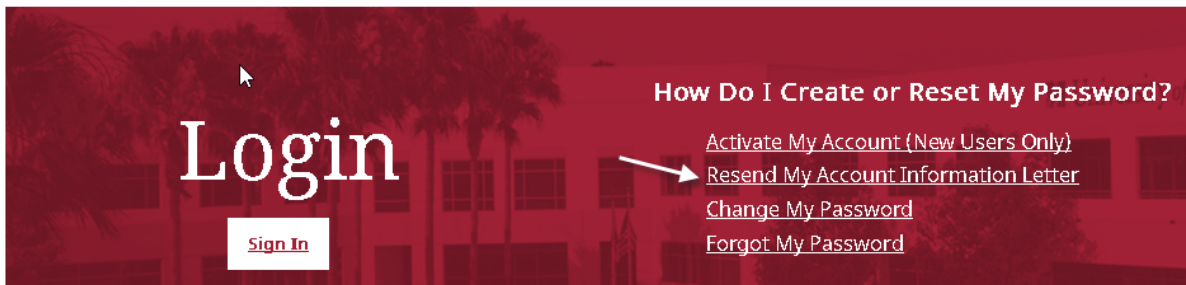 Login
Sign In
How Do I Create or Reset My Password?
Activate My Account (New Users Only)
Resend My Account Information Letter
Change My Password
Forgot My Password